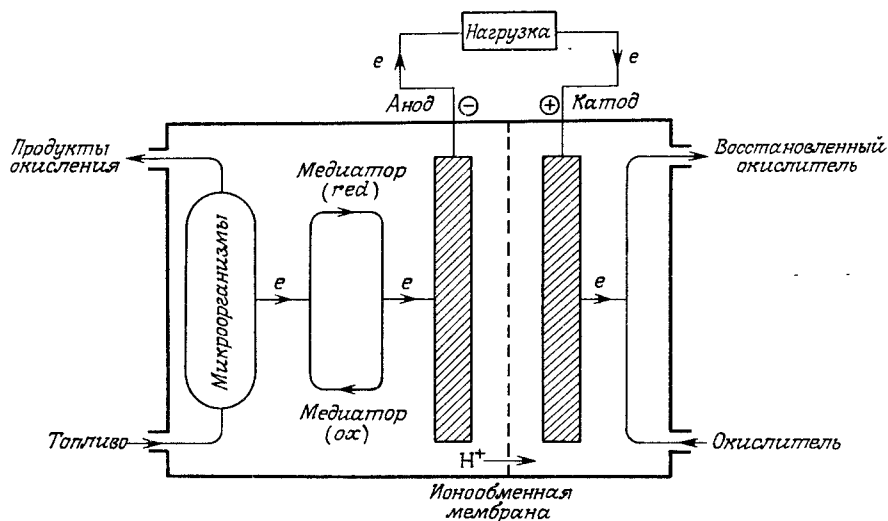 Нагрузка
e
e
Анод
−
+
Катод
Продукты
окисления
Восстановленный
окислитель
Медиатор
(red)
Микроорганизмы
e
e
e
Медиатор
(ox)
Топливо
Окислитель
H⁺
Ионообменная
мембрана